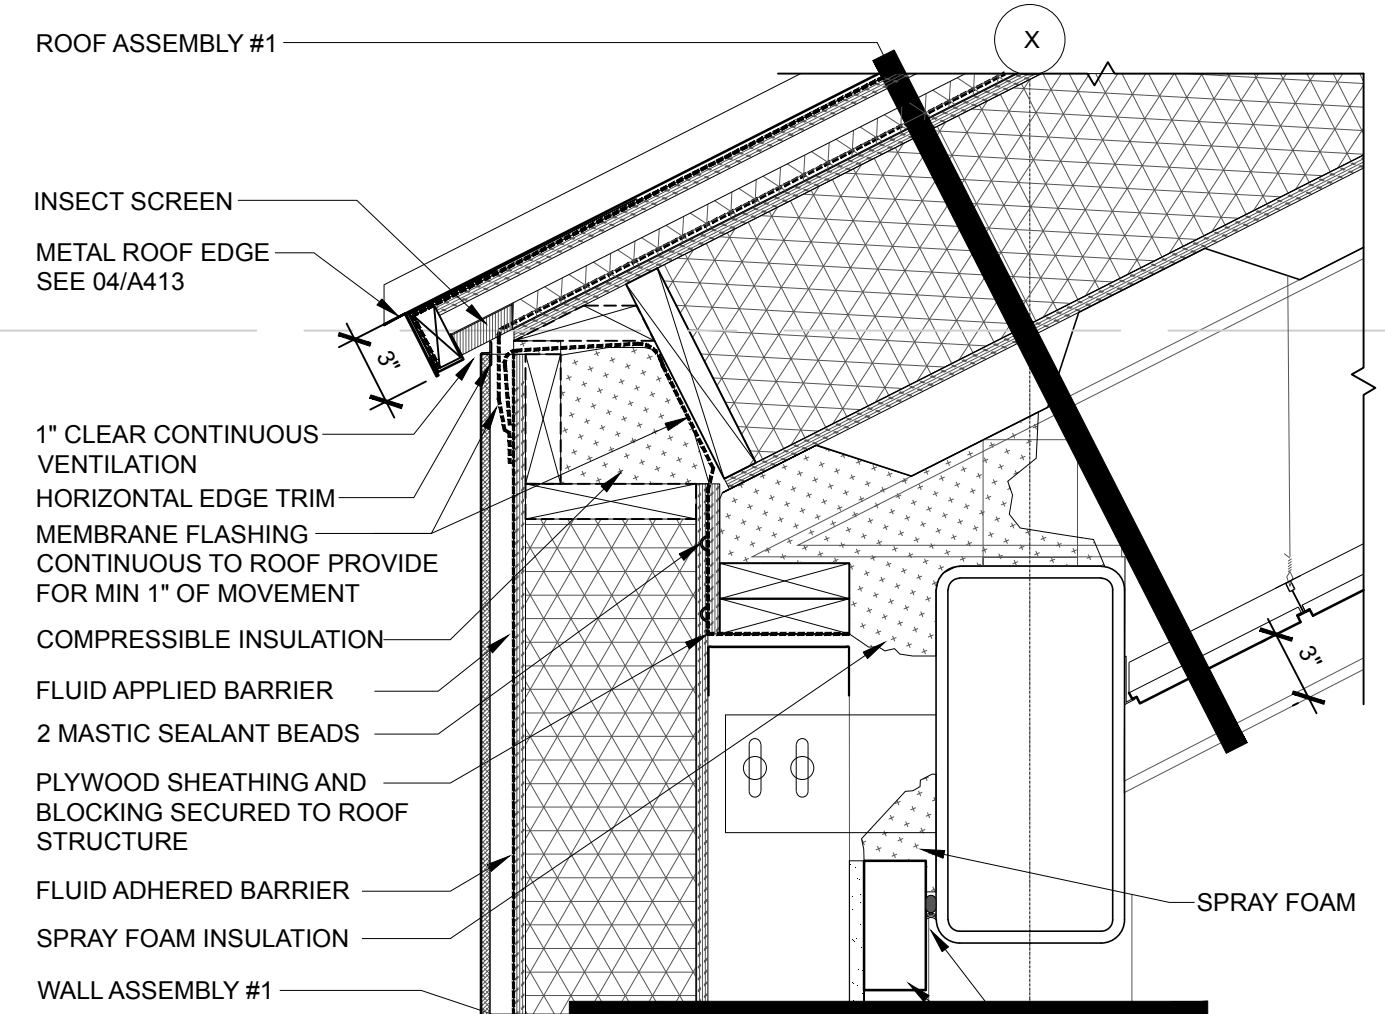 ROOF ASSEMBLY #1
X
INSECT SCREEN
METAL ROOF EDGE
SEE 04/A413
3"
1" CLEAR CONTINUOUS
VENTILATION
HORIZONTAL EDGE TRIM
MEMBRANE FLASHING
CONTINUOUS TO ROOF PROVIDE
FOR MIN 1" OF MOVEMENT
COMPRESSIBLE INSULATION
3"
FLUID APPLIED BARRIER
2 MASTIC SEALANT BEADS
PLYWOOD SHEATHING AND
BLOCKING SECURED TO ROOF
STRUCTURE
FLUID ADHERED BARRIER
SPRAY FOAM
SPRAY FOAM INSULATION
WALL ASSEMBLY #1